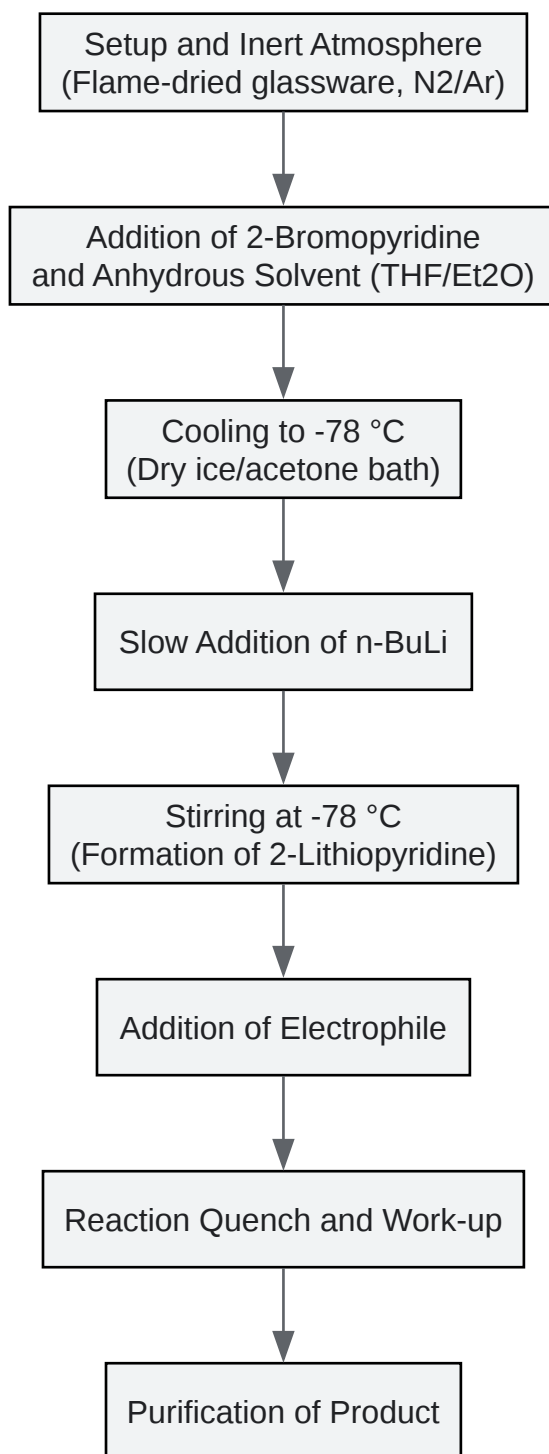 Setup and Inert Atmosphere
(Flame-dried glassware, N2/Ar)
Addition of 2-Bromopyridine
and Anhydrous Solvent (THF/Et2O)
Cooling to -78 °C
(Dry ice/acetone bath)
Slow Addition of n-BuLi
Stirring at -78 °C
(Formation of 2-Lithiopyridine)
Addition of Electrophile
Reaction Quench and Work-up
Purification of Product